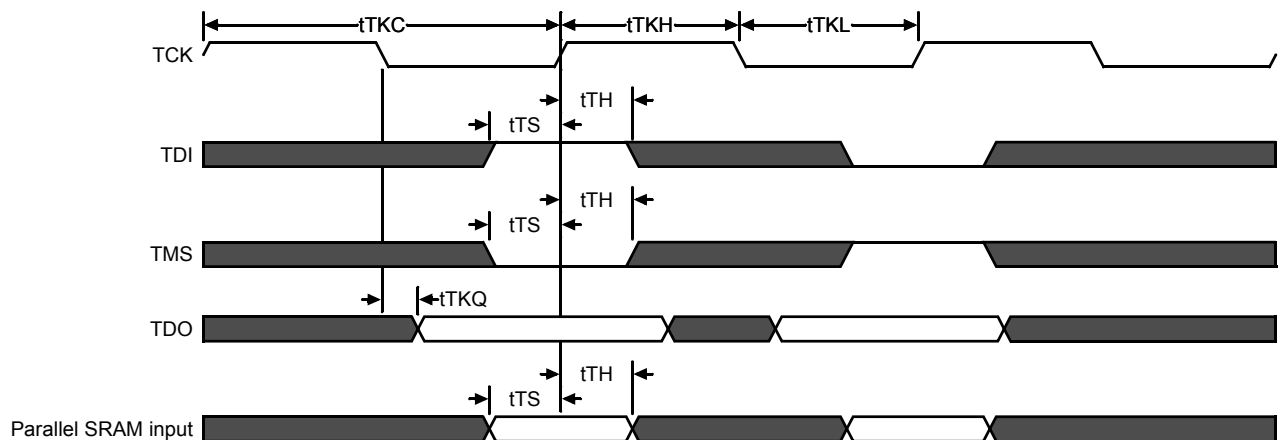 tTKC
tTKH
tTKL
TCK
tTH
tTS
TDI
tTH
tTS
TMS
tTKQ
TDO
tTH
tTS
Parallel SRAM input